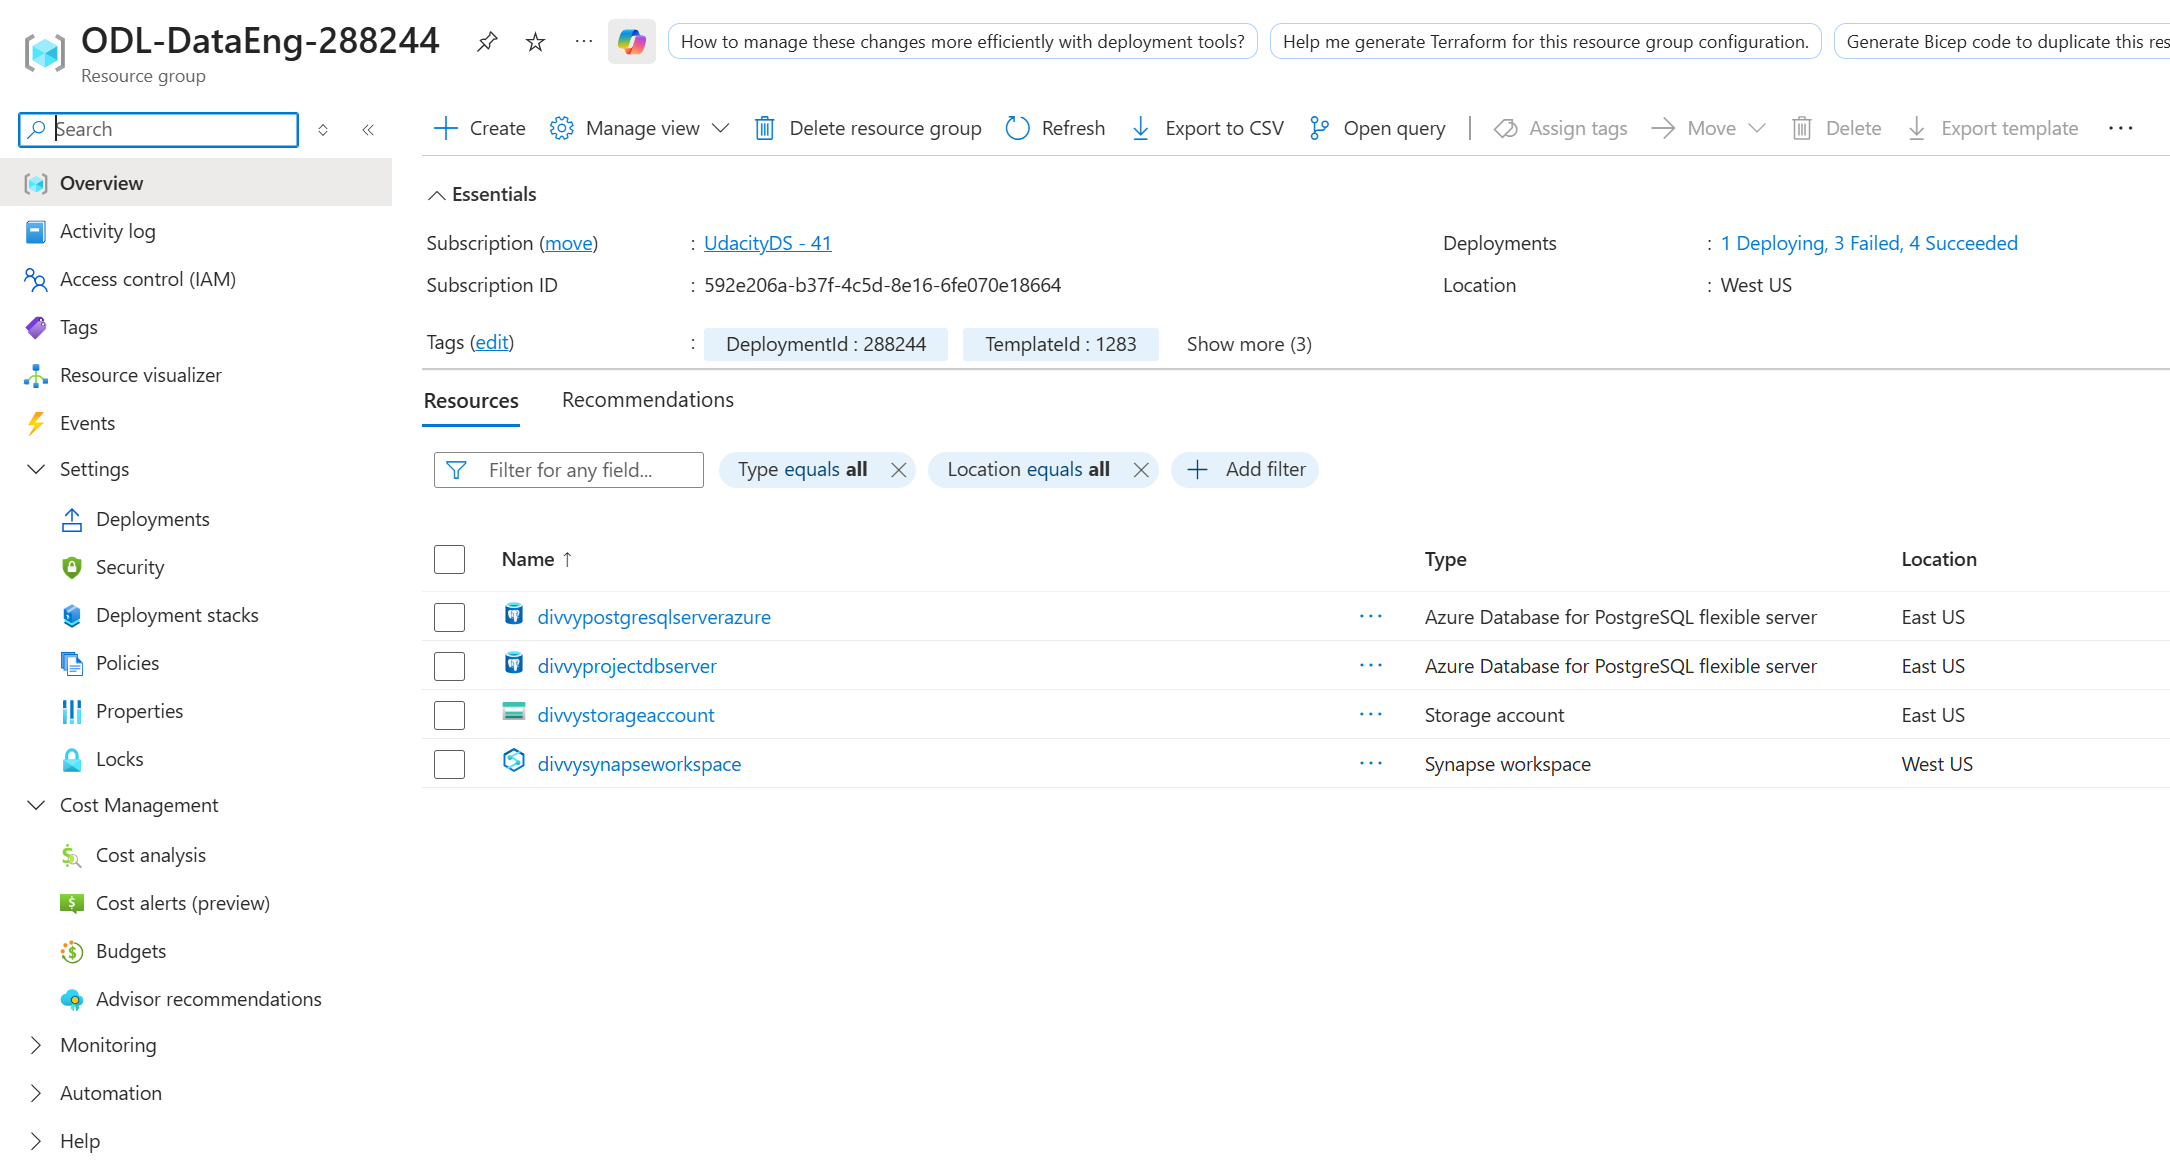 ODL-DataEng-288244
Resource group
How to manage these changes more efficiently with deployment tools?
Help me generate Terraform for this resource group configuration.
Generate Bicep code to duplicate this res
Search
Create
Manage view
Delete resource group
Refresh
Export to CSV
Open query
Assign tags
Move
Delete
Export template
Overview
Activity log
Access control (IAM)
Tags
Resource visualizer
Events
Settings
Deployments
Security
Deployment stacks
Policies
Properties
Locks
Cost Management
Cost analysis
Cost alerts (preview)
Budgets
Advisor recommendations
Monitoring
Automation
Help
Essentials
Subscription (move) : UdacityDS - 41
Subscription ID : 592e206a-b37f-4c5d-8e16-6fe070e18664
Deployments : 1 Deploying, 3 Failed, 4 Succeeded
Location : West US
Tags (edit) : DeploymentId : 288244 TemplateId : 1283 Show more (3)
Resources Recommendations
Filter for any field... Type equals all Location equals all Add filter
Name ↑ Type Location
divvypostgresqlserverazure ... Azure Database for PostgreSQL flexible server East US
divvyprojectdbserver ... Azure Database for PostgreSQL flexible server East US
divvystorageaccount ... Storage account East US
divvysynapseworkspace ... Synapse workspace West US